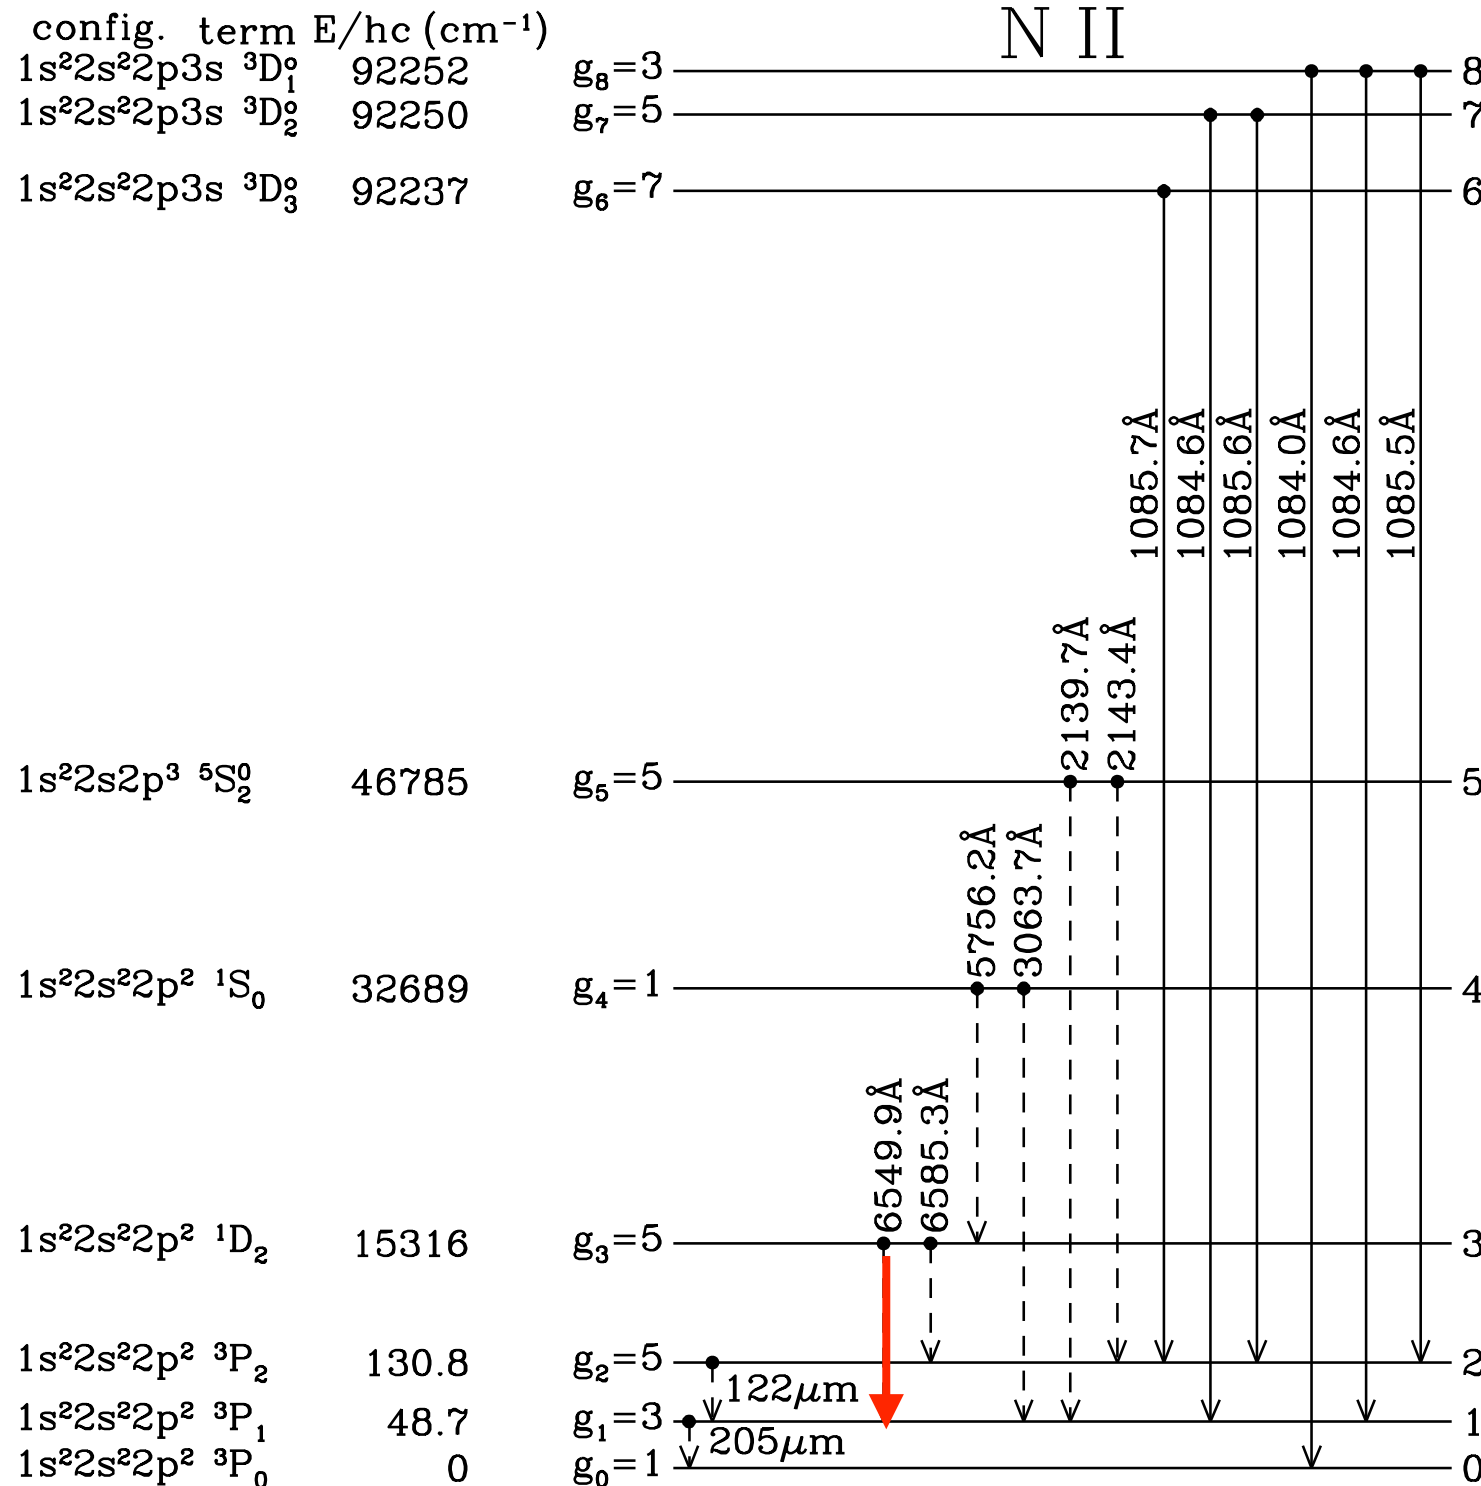 N II
config. term E/hc (cm⁻¹)
1s²2s²2p3s ³D°₁ 92252 g₈=3 8
1s²2s²2p3s ³D°₂ 92250 g₇=5 7
1s²2s²2p3s ³D°₃ 92237 g₆=7 6
1085.7Å
1084.6Å
1085.6Å
1084.0Å
1084.6Å
1085.5Å
2139.7Å
2143.4Å
1s²2s2p³ ⁵S⁰₂ 46785 g₅=5 5
5756.2Å
3063.7Å
1s²2s²2p² ¹S₀ 32689 g₄=1 4
6549.9Å
6585.3Å
1s²2s²2p² ¹D₂ 15316 g₃=5 3
1s²2s²2p² ³P₂ 130.8 g₂=5 2
122μm
1s²2s²2p² ³P₁ 48.7 g₁=3 1
205μm
1s²2s²2p² ³P₀ 0 g₀=1 0